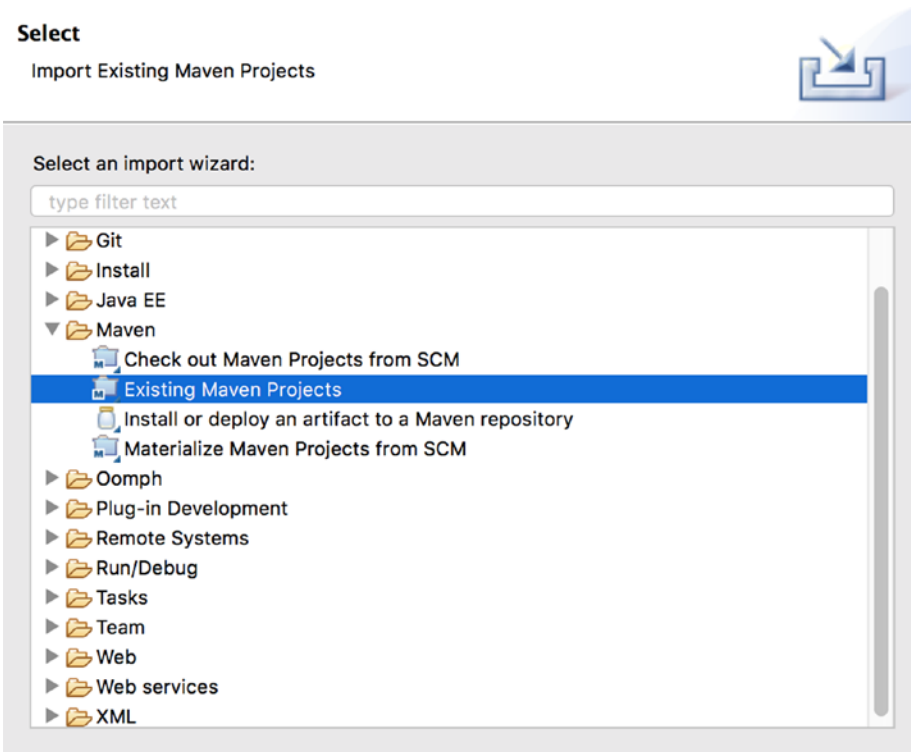 Select
Import Existing Maven Projects
Select an import wizard:
type filter text
Git
Install
Java EE
Maven
Check out Maven Projects from SCM
Existing Maven Projects
Install or deploy an artifact to a Maven repository
Materialize Maven Projects from SCM
Oomph
Plug-in Development
Remote Systems
Run/Debug
Tasks
Team
Web
Web services
XML